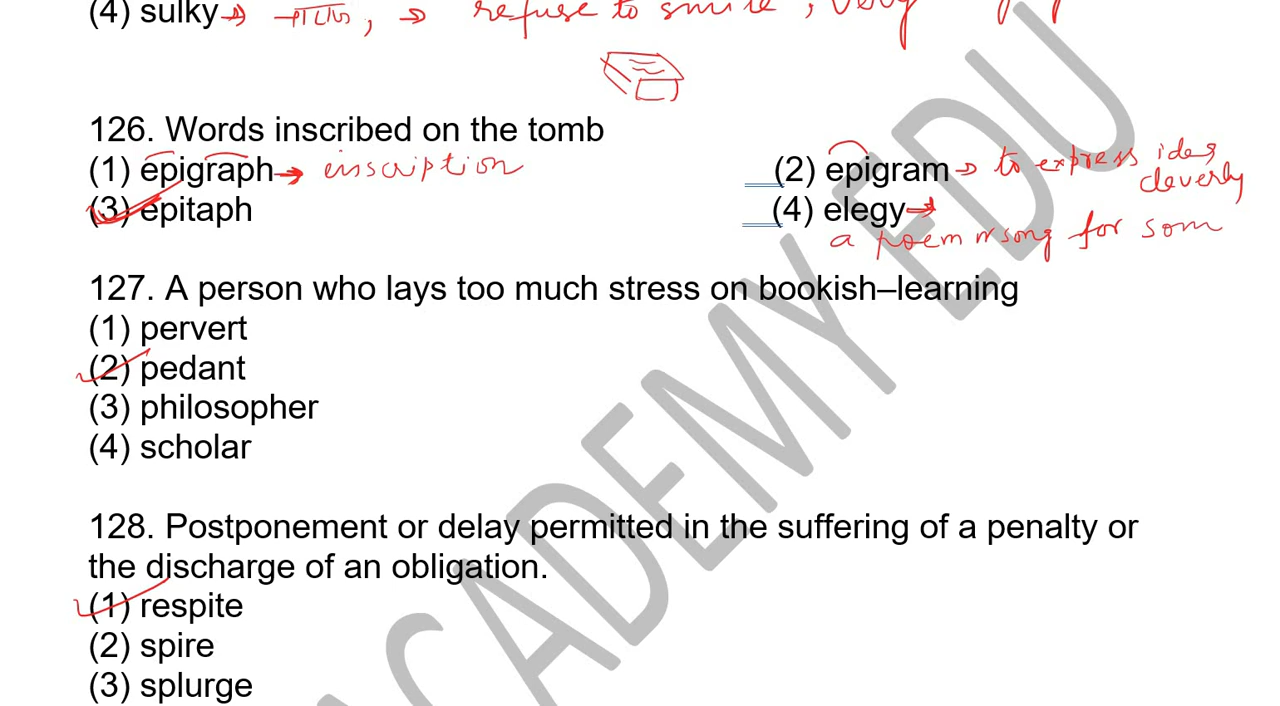 (4) sulky → refuse to smile, very
126. Words inscribed on the tomb
(1) epigraph → inscription
(2) epigram → to express idea cleverly
(3) epitaph
(4) elegy →
a poem or song for som
127. A person who lays too much stress on bookish–learning
(1) pervert
(2) pedant
(3) philosopher
(4) scholar
128. Postponement or delay permitted in the suffering of a penalty or
the discharge of an obligation.
(1) respite
(2) spire
(3) splurge
ACADEMY EDU